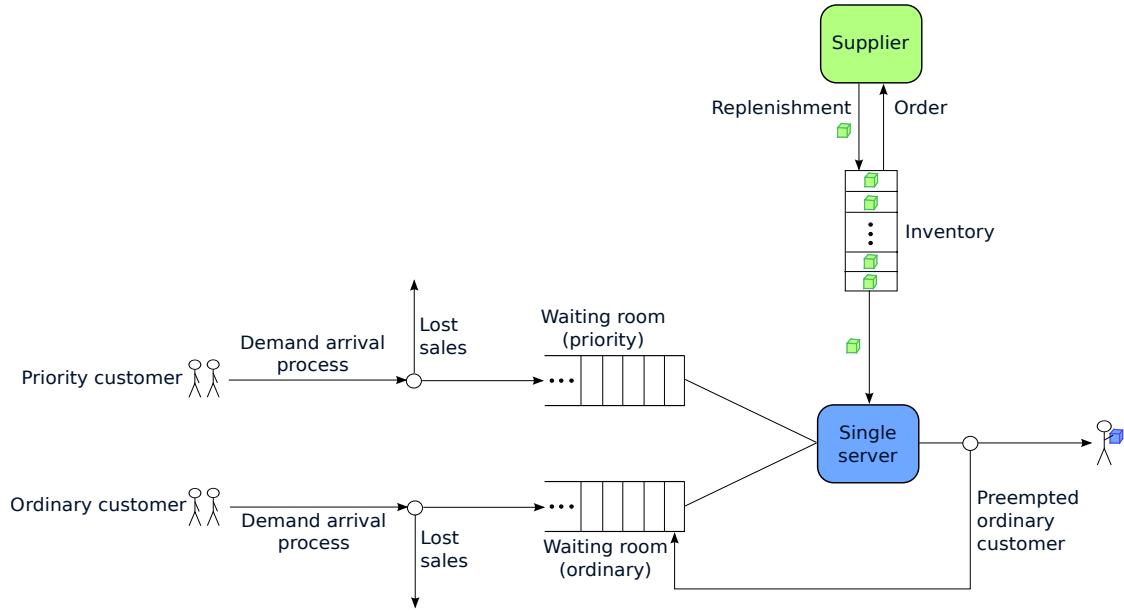 Supplier
Replenishment
Order
Inventory
Waiting room
(priority)
Lost
sales
Demand arrival
process
Priority customer
Single
server
Ordinary customer
Demand arrival
process
Lost
sales
Waiting room
(ordinary)
Preempted
ordinary
customer